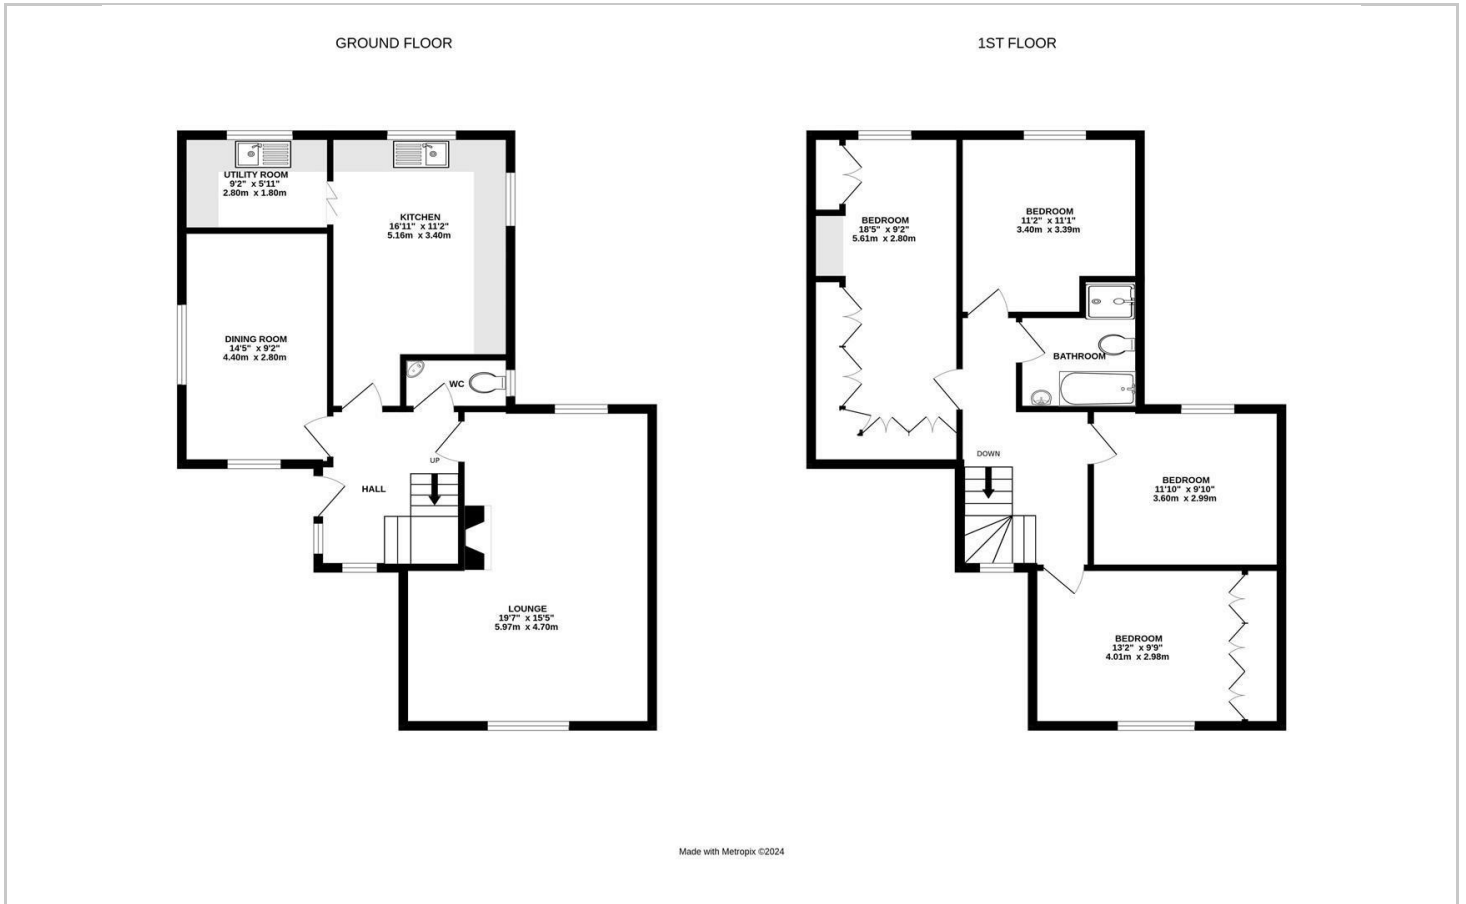 GROUND FLOOR
1ST FLOOR
UTILITY ROOM
9'2" x 5'11"
2.80m x 1.80m
KITCHEN
16'11" x 11'2"
5.16m x 3.40m
DINING ROOM
14'5" x 9'2"
4.40m x 2.80m
WC
UP
HALL
LOUNGE
19'7" x 15'5"
5.97m x 4.70m
BEDROOM
18'5" x 9'2"
5.61m x 2.80m
BEDROOM
11'2" x 11'1"
3.40m x 3.39m
BATHROOM
DOWN
BEDROOM
11'10" x 9'10"
3.60m x 2.99m
BEDROOM
13'2" x 9'9"
4.01m x 2.98m
Made with Metropix ©2024